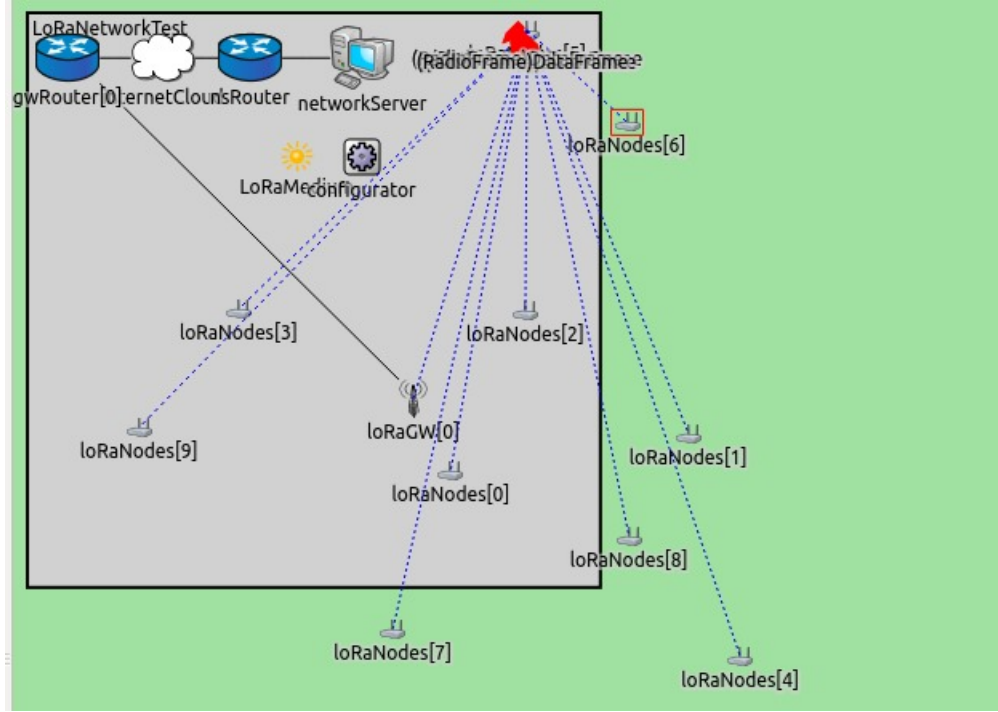 LoRaNetworkTest
gwRouter[0]
nsRouter
networkServer
(RadioFrame)DataFrame
loRaNodes[6]
configurator
loRaNodes[3]
loRaNodes[2]
loRaGW[0]
loRaNodes[9]
loRaNodes[1]
loRaNodes[0]
loRaNodes[8]
loRaNodes[7]
loRaNodes[4]